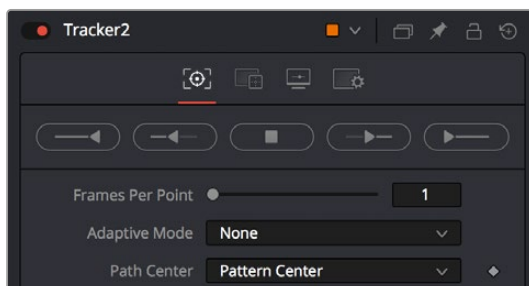 Tracker2
Frames Per Point 1
Adaptive Mode None
Path Center Pattern Center